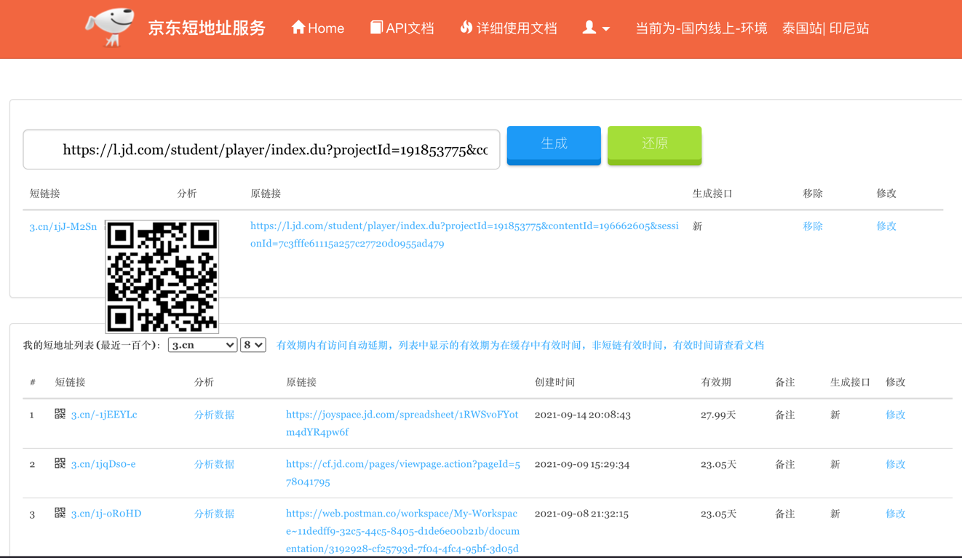 京东短地址服务 Home API文档 详细使用文档 当前为-国内线上-环境 泰国站| 印尼站
https://l.jd.com/student/player/index.du?projectId=191853775&co 生成 还原
短链接 分析 原链接 生成接口 移除 修改
3.cn/1jJ-M2Sn https://l.jd.com/student/player/index.du?projectId=191853775&contentId=196662605&sessi 新 移除 修改
onId=7c3fffe61115a257c27720d0955ad479
我的短地址列表(最近一百个): 3.cn 8 有效期内有访问自动延期，列表中显示的有效期为在缓存中有效时间，非短链有效时间，有效时间请查看文档
# 短链接 分析 原链接 创建时间 有效期 备注 生成接口 修改
1 3.cn/-1jEEYLc 分析数据 https://joyspace.jd.com/spreadsheet/1RWSvoFYot 2021-09-14 20:08:43 27.99天 备注 新 修改
m4dYR4pw6f
2 3.cn/1jqDs0-e 分析数据 https://cf.jd.com/pages/viewpage.action?pageId=5 2021-09-09 15:29:34 23.05天 备注 新 修改
78041795
3 3.cn/1j-0R0HD 分析数据 https://web.postman.co/workspace/My-Workspac 2021-09-08 21:32:15 23.05天 备注 新 修改
e~11dedff9-32c5-44c5-8405-d1de6e00b21b/docum
entation/3192928-cf25793d-7f04-4fc4-95bf-3d05d